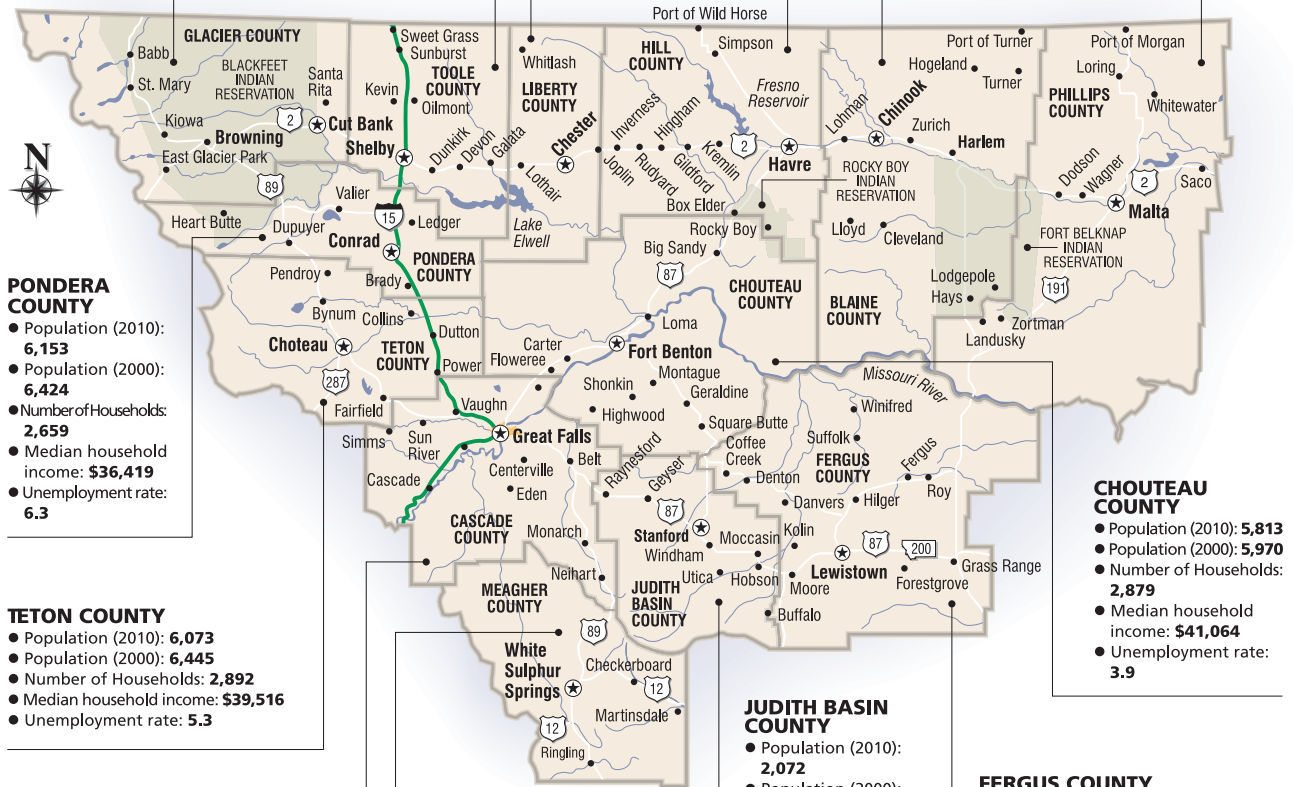 Port of Wild Horse
GLACIER COUNTY
Sweet Grass
Sunburst
HILL
COUNTY
Simpson
Port of Turner
Port of Morgan
Babb
BLACKFEET
INDIAN
RESERVATION
Santa
Rita
TOOLE
COUNTY
Whitlash
Hogeland
Loring
St. Mary
Kevin
Oilmont
LIBERTY
COUNTY
Fresno
Reservoir
Turner
PHILLIPS
COUNTY
Whitewater
Kiowa
2
Cut Bank
Browning
Shelby
East Glacier Park
Dunkirk
Devon
Galata
Chester
Lothair
Joplin
Inverness
Rudyard
Hingham
Gildford
Kremlin
2
Havre
Lohman
Chinook
Zurich
Harlem
ROCKY BOY
INDIAN
RESERVATION
Dodson
Wagner
2
Saco
Malta
N
89
Valier
Heart Butte
Dupuyer
15
Ledger
Lake
Elwell
Box Elder
Rocky Boy
Lloyd
Cleveland
FORT BELKNAP
INDIAN
RESERVATION
Conrad
PONDERA
COUNTY
Big Sandy
87
Pendroy
Brady
CHOUTEAU
COUNTY
BLAINE
COUNTY
Lodgepole
Hays
191
Bynum
Collins
Loma
Zortman
Landusky
Choteau
TETON
COUNTY
Dutton
Power
Carter
Floweree
Fort Benton
287
Montague
Shonkin
Geraldine
Highwood
Missouri River
Winifred
Fairfield
Vaughn
Square Butte
Simms
Sun
River
Great Falls
Coffee
Creek
Suffolk
FERGUS
COUNTY
Fergus
Centerville
Belt
Raynesford
Geyser
Denton
Cascade
Eden
Danvers
Hilger
Roy
87
CASCADE
COUNTY
Monarch
Stanford
Windham
Moccasin
Kolin
87
200
Neihart
Utica
Hobson
Lewistown
Moore
Forestgrove
Grass Range
MEAGHER
COUNTY
JUDITH
BASIN
COUNTY
Buffalo
89
White
Sulphur
Springs
Checkerboard
12
Martinsdale
12
Ringling
PONDERA
COUNTY
● Population (2010):
6,153
● Population (2000):
6,424
● Number of Households:
2,659
● Median household
income: $36,419
● Unemployment rate:
6.3
TETON COUNTY
● Population (2010): 6,073
● Population (2000): 6,445
● Number of Households: 2,892
● Median household income: $39,516
● Unemployment rate: 5.3
CHOUTEAU
COUNTY
● Population (2010): 5,813
● Population (2000): 5,970
● Number of Households:
2,879
● Median household
income: $41,064
● Unemployment rate:
3.9
JUDITH BASIN
COUNTY
● Population (2010):
2,072
● Population (2000):
FERGUS COUNTY